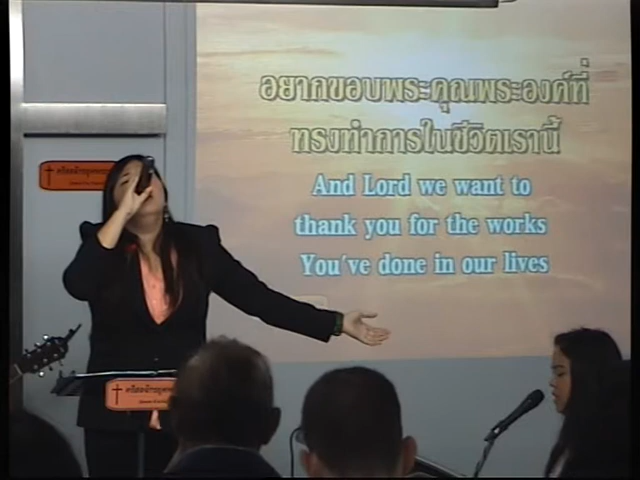 อยากขอบพระคุณพระองค์ที่
ทรงทำการในชีวิตเรานี้
And Lord we want to
thank you for the works
You've done in our lives